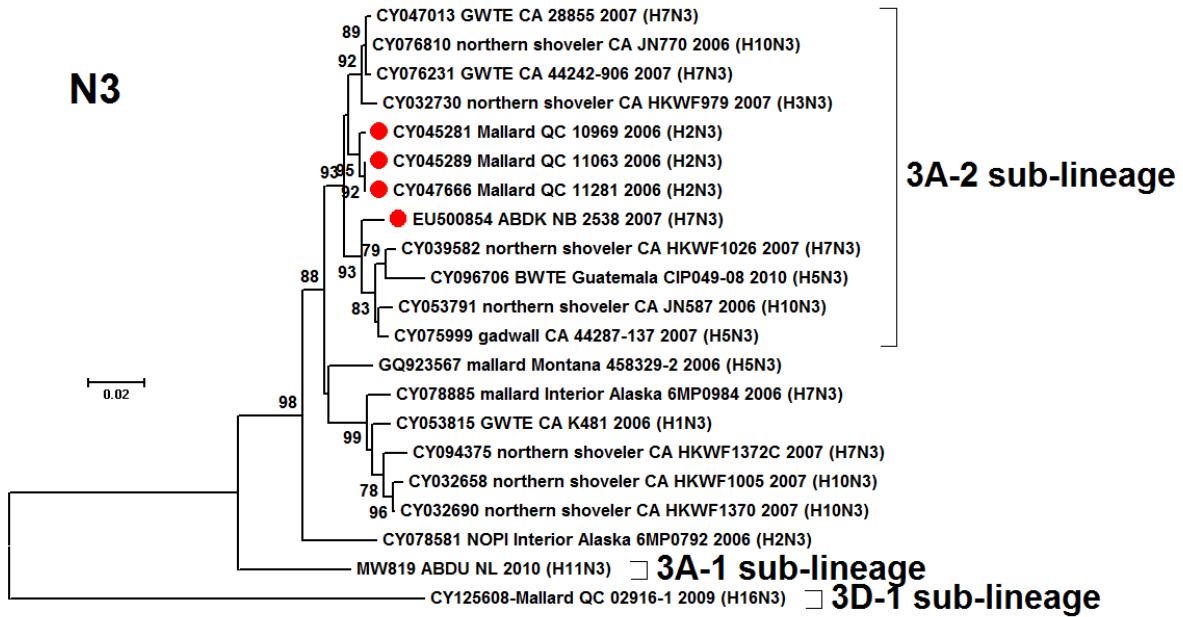 CY047013 GWTE CA 28855 2007 (H7N3)
89
CY076810 northern shoveler CA JN770 2006 (H10N3)
92
CY076231 GWTE CA 44242-906 2007 (H7N3)
N3
CY032730 northern shoveler CA HKWF979 2007 (H3N3)
CY045281 Mallard QC 10969 2006 (H2N3)
CY045289 Mallard QC 11063 2006 (H2N3)
93
95
3A-2 sub-lineage
92
CY047666 Mallard QC 11281 2006 (H2N3)
EU500854 ABDK NB 2538 2007 (H7N3)
79
CY039582 northern shoveler CA HKWF1026 2007 (H7N3)
93
88
CY096706 BWTE Guatemala CIP049-08 2010 (H5N3)
83
CY053791 northern shoveler CA JN587 2006 (H10N3)
CY075999 gadwall CA 44287-137 2007 (H5N3)
GQ923567 mallard Montana 458329-2 2006 (H5N3)
0.02
CY078885 mallard Interior Alaska 6MP0984 2006 (H7N3)
98
CY053815 GWTE CA K481 2006 (H1N3)
99
CY094375 northern shoveler CA HKWF1372C 2007 (H7N3)
CY032658 northern shoveler CA HKWF1005 2007 (H10N3)
78
96
CY032690 northern shoveler CA HKWF1370 2007 (H10N3)
CY078581 NOPI Interior Alaska 6MP0792 2006 (H2N3)
MW819 ABDU NL 2010 (H11N3)
3A-1 sub-lineage
CY125608-Mallard QC 02916-1 2009 (H16N3)
3D-1 sub-lineage